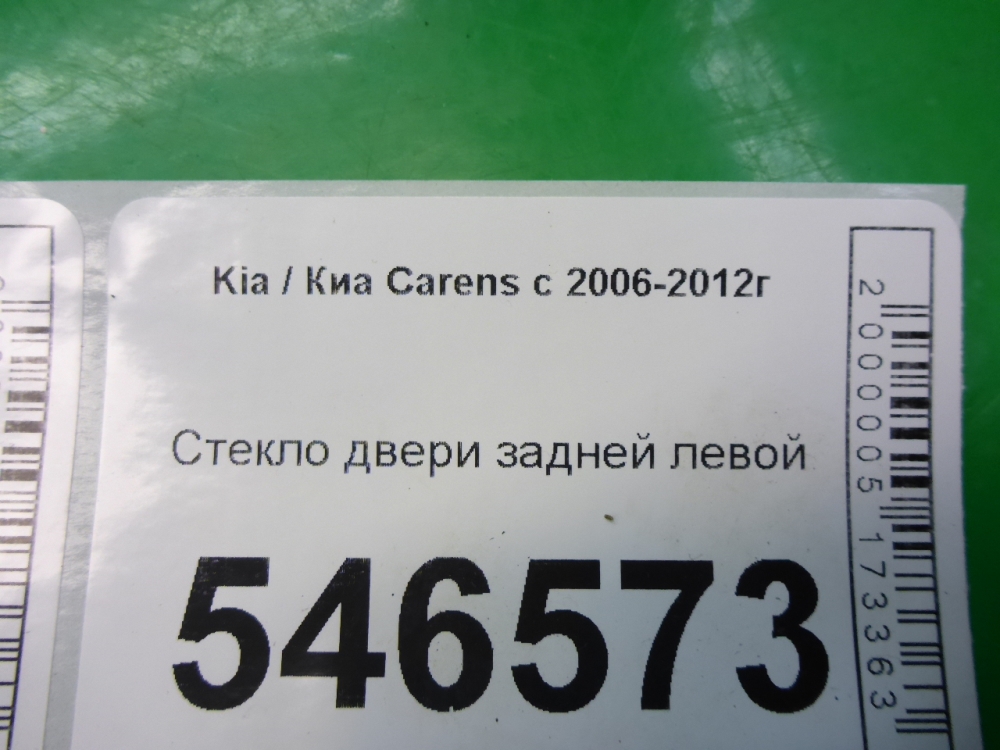 Kia / Киа Carens с 2006-2012г
Стекло двери задней левой
546573
2000005173363